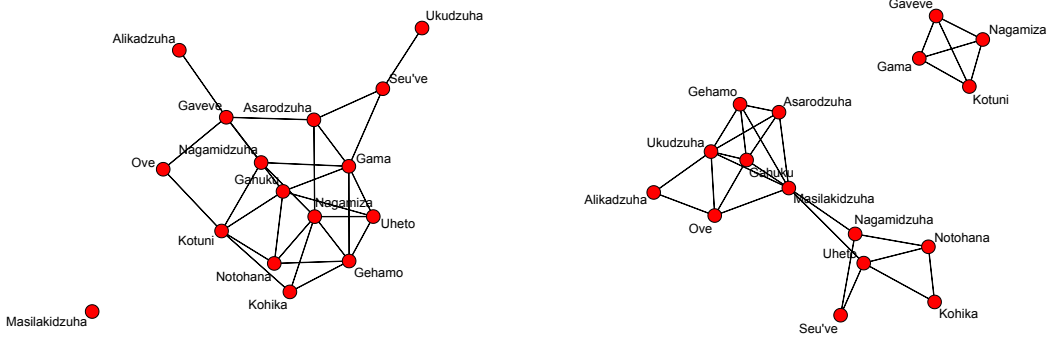 Ukudzuha
Alikadzuha
Seu've
Gaveve
Asarodzuha
Nagamidzuha
Gama
Ove
Gahuku
Nagamiza
Uheto
Kotuni
Notohana
Gehamo
Kohika
Masilakidzuha
Gaveve
Nagamiza
Gama
Kotuni
Gehamo
Asarodzuha
Ukudzuha
Gahuku
Alikadzuha
Masilakidzuha
Ove
Nagamidzuha
Notohana
Uheto
Kohika
Seu've